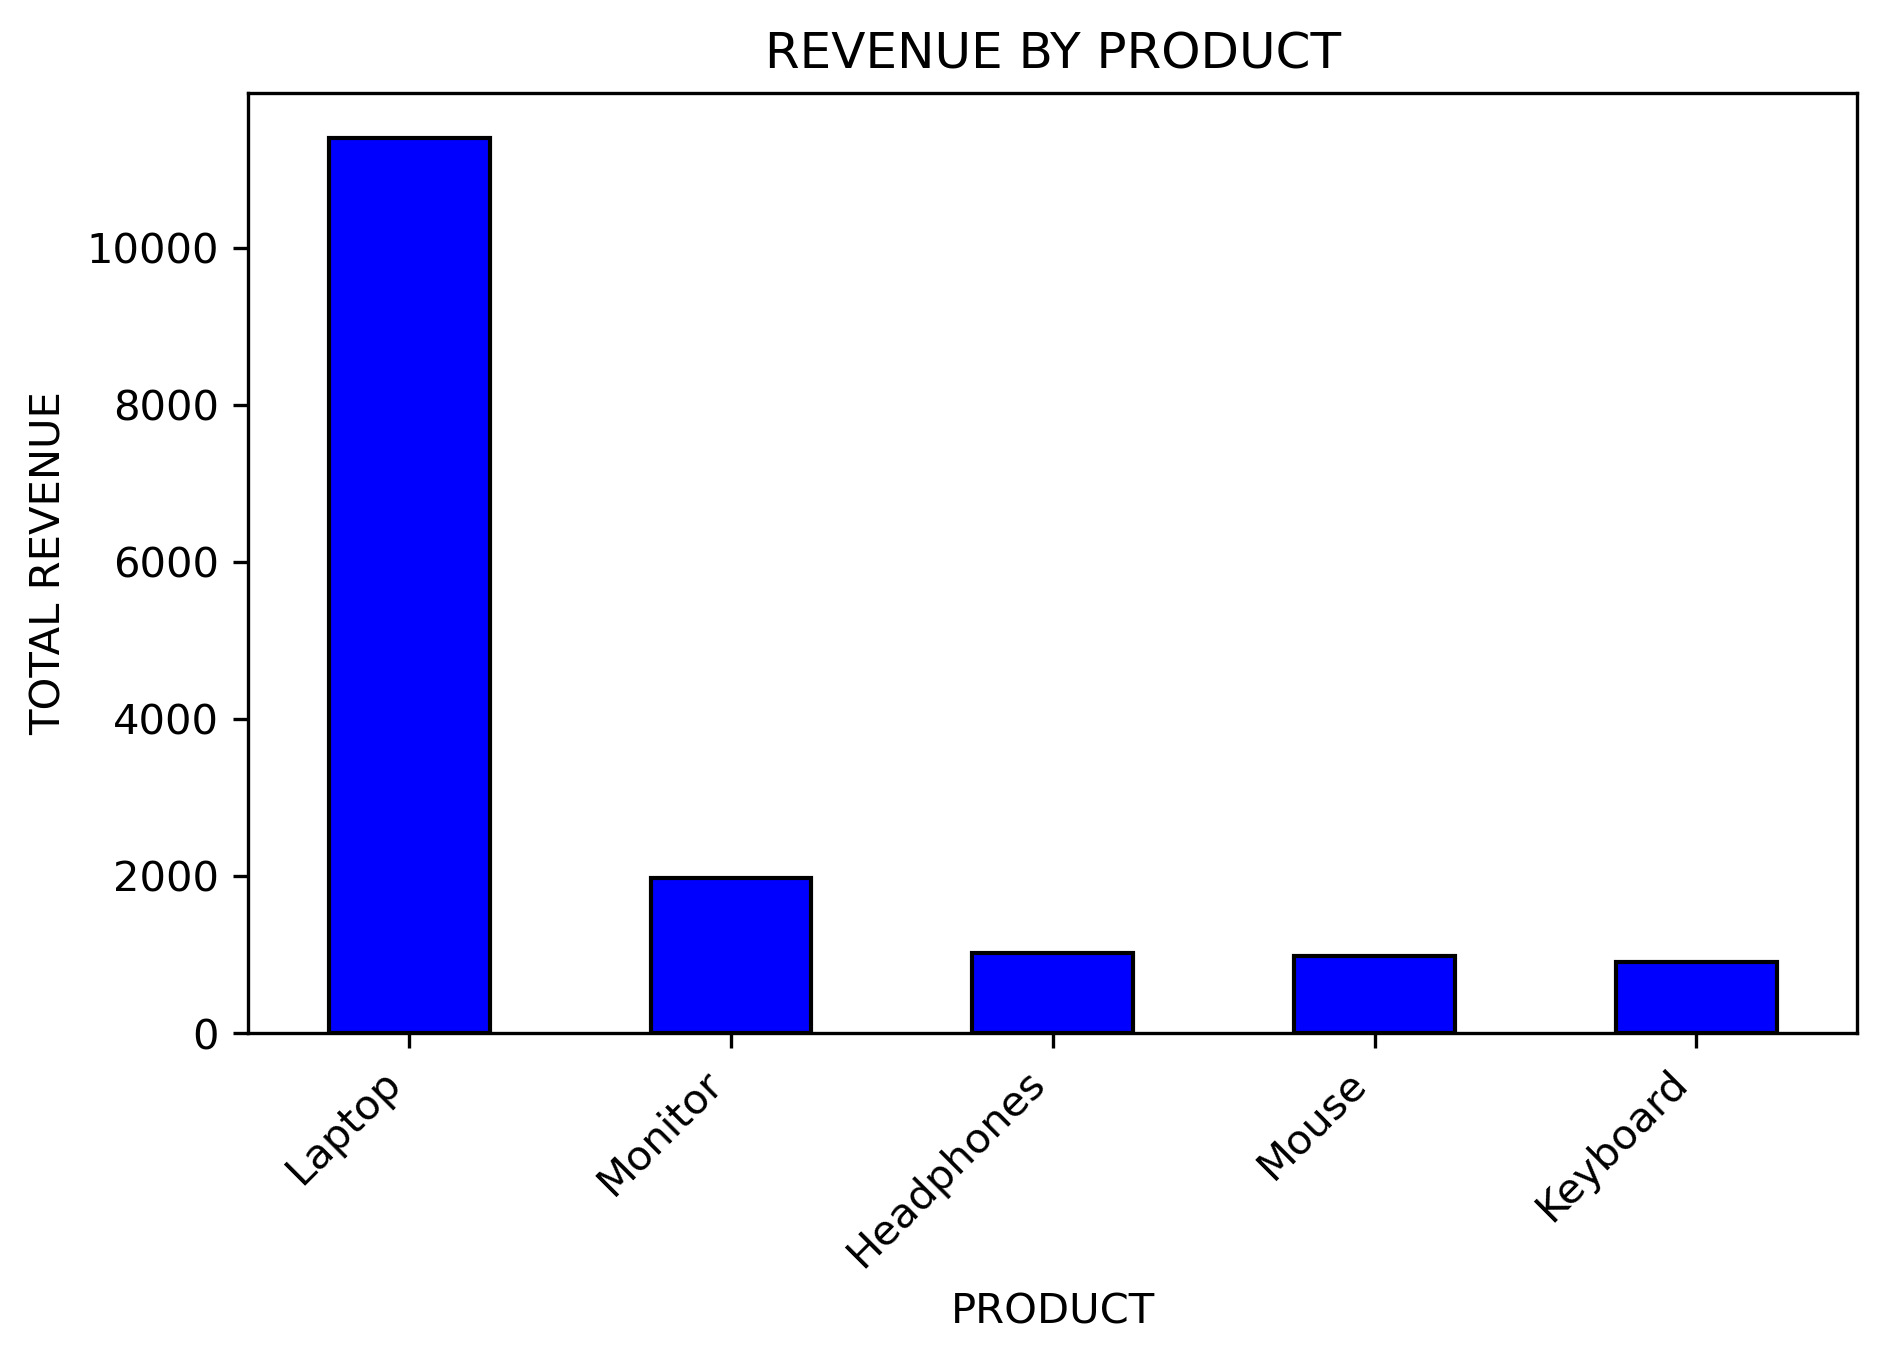 REVENUE BY PRODUCT
TOTAL REVENUE
10000
8000
6000
4000
2000
0
Laptop
Monitor
Headphones
Mouse
Keyboard
PRODUCT